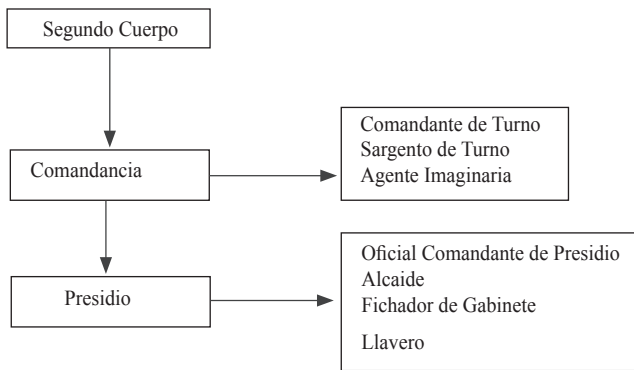 Segundo Cuerpo
Comandancia
Comandante de Turno
Sargento de Turno
Agente Imaginaria
Presidio
Oficial Comandante de Presidio
Alcaide
Fichador de Gabinete
Llavero